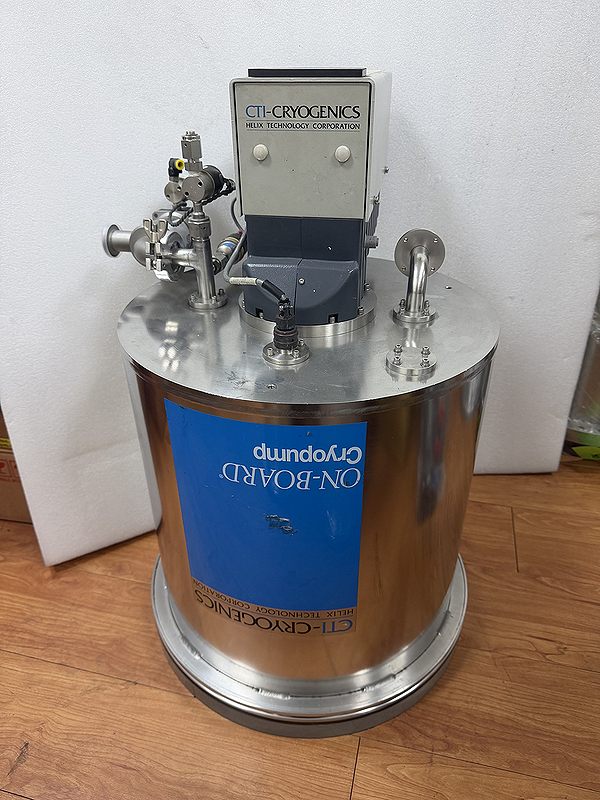 CTI-CRYOGENICS
HELIX TECHNOLOGY CORPORATION
CTI-CRYOGENICS
HELIX TECHNOLOGY CORPORATION
ON-BOARD®
Cryopump